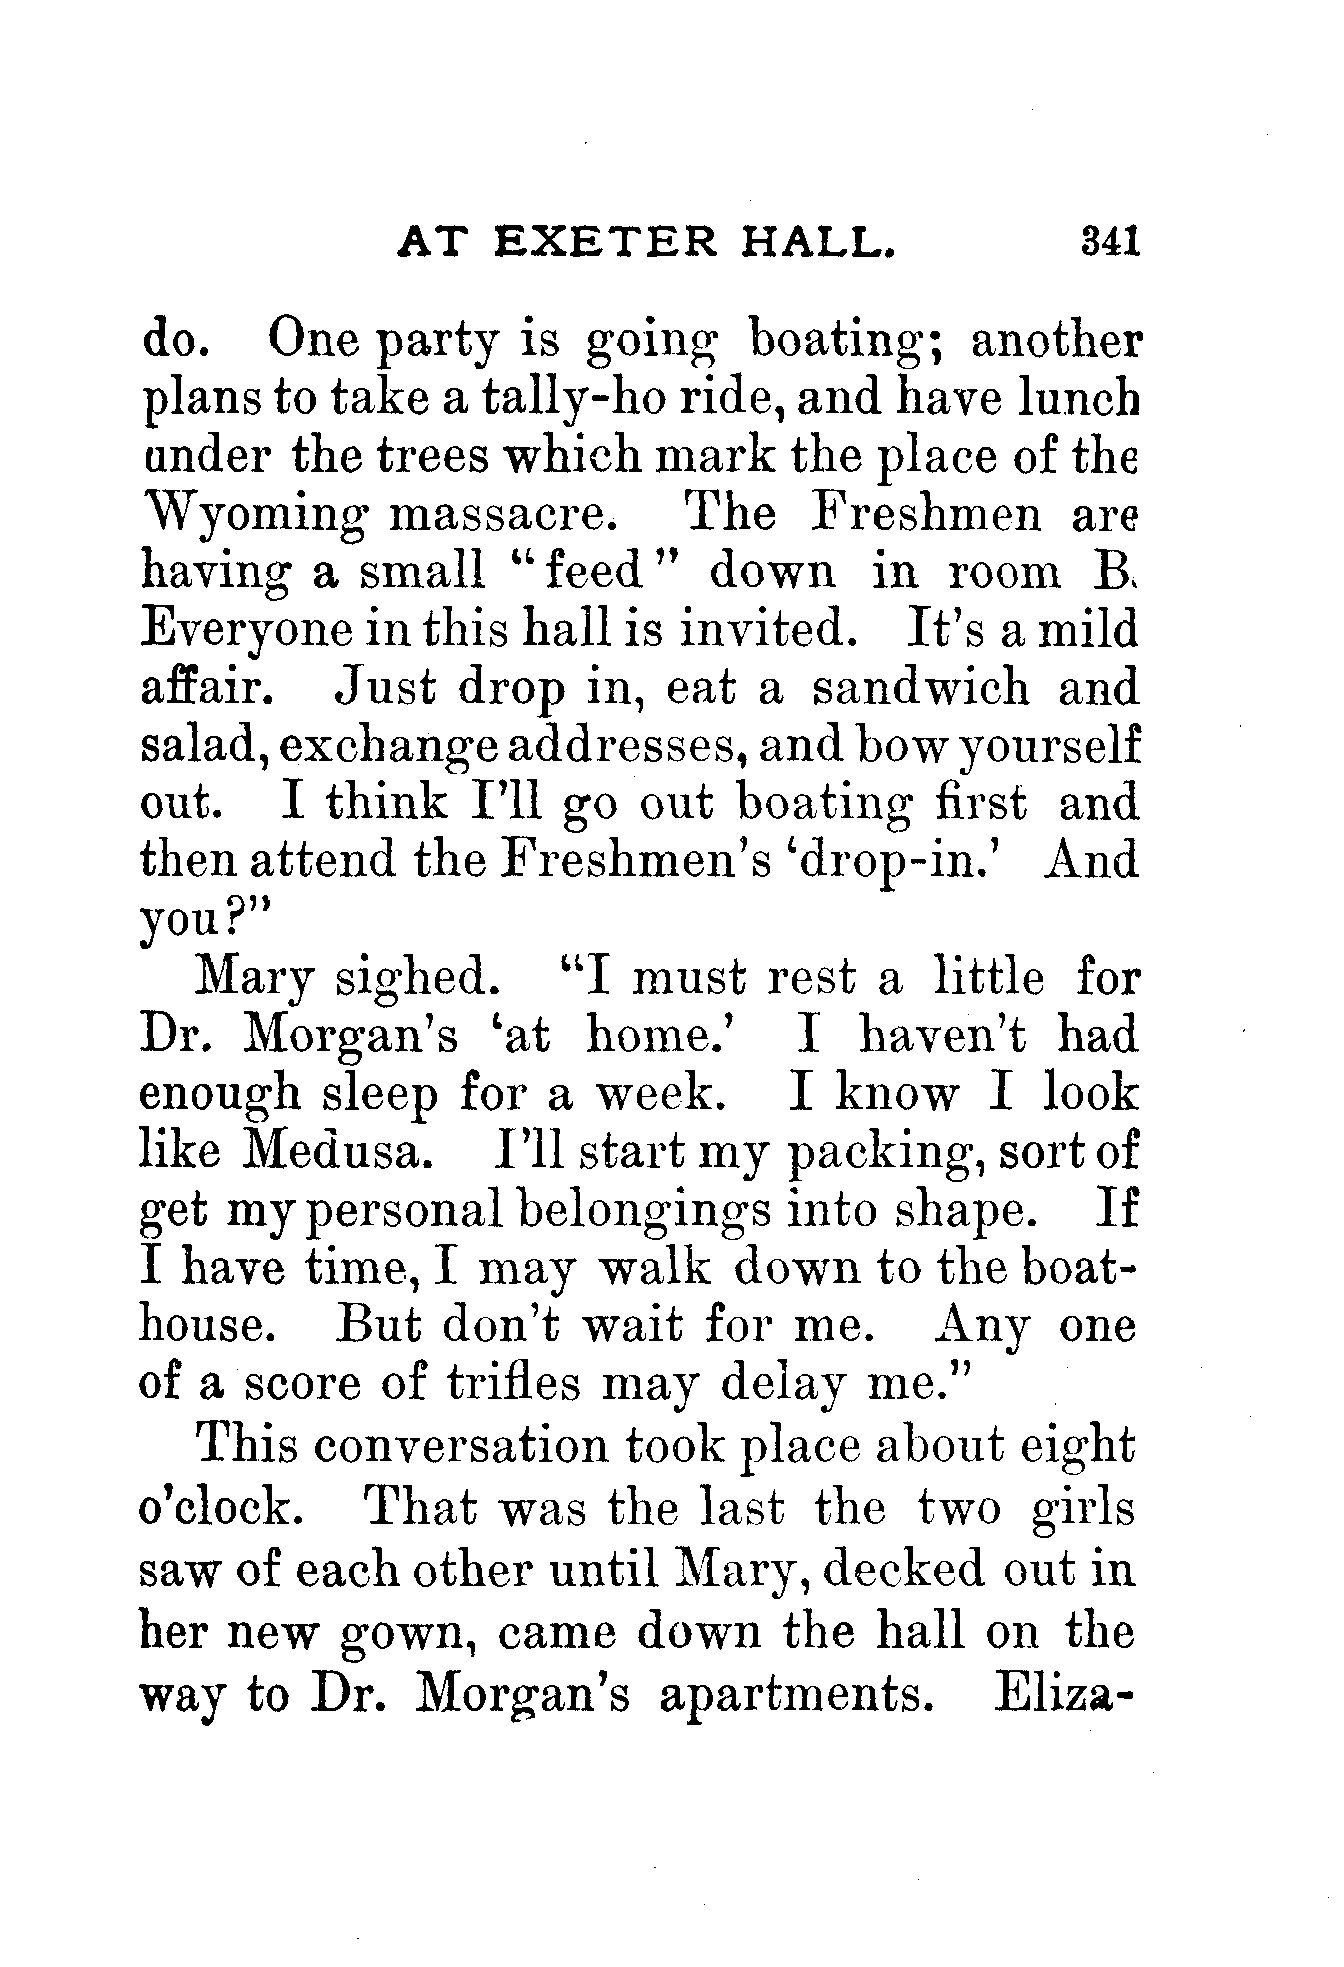 AT EXETER HALL. 341
do. One party is going boating; another
plans to take a tally-ho ride, and have lunch
under the trees which mark the place of the
Wyoming massacre. The Freshmen are
having a small “feed” down in room B.
Everyone in this hall is invited. It's a mild
affair. Just drop in, eat a sandwich and
salad, exchange addresses, and bow yourself
out. I think I'll go out boating first and
then attend the Freshmen's ‘drop-in.’ And
you?”
Mary sighed. “I must rest a little for
Dr. Morgan's ‘at home.’ I haven't had
enough sleep for a week. I know I look
like Medusa. I'll start my packing, sort of
get my personal belongings into shape. If
I have time, I may walk down to the boat-
house. But don't wait for me. Any one
of a score of trifles may delay me.”
This conversation took place about eight
o'clock. That was the last the two girls
saw of each other until Mary, decked out in
her new gown, came down the hall on the
way to Dr. Morgan's apartments. Eliza-